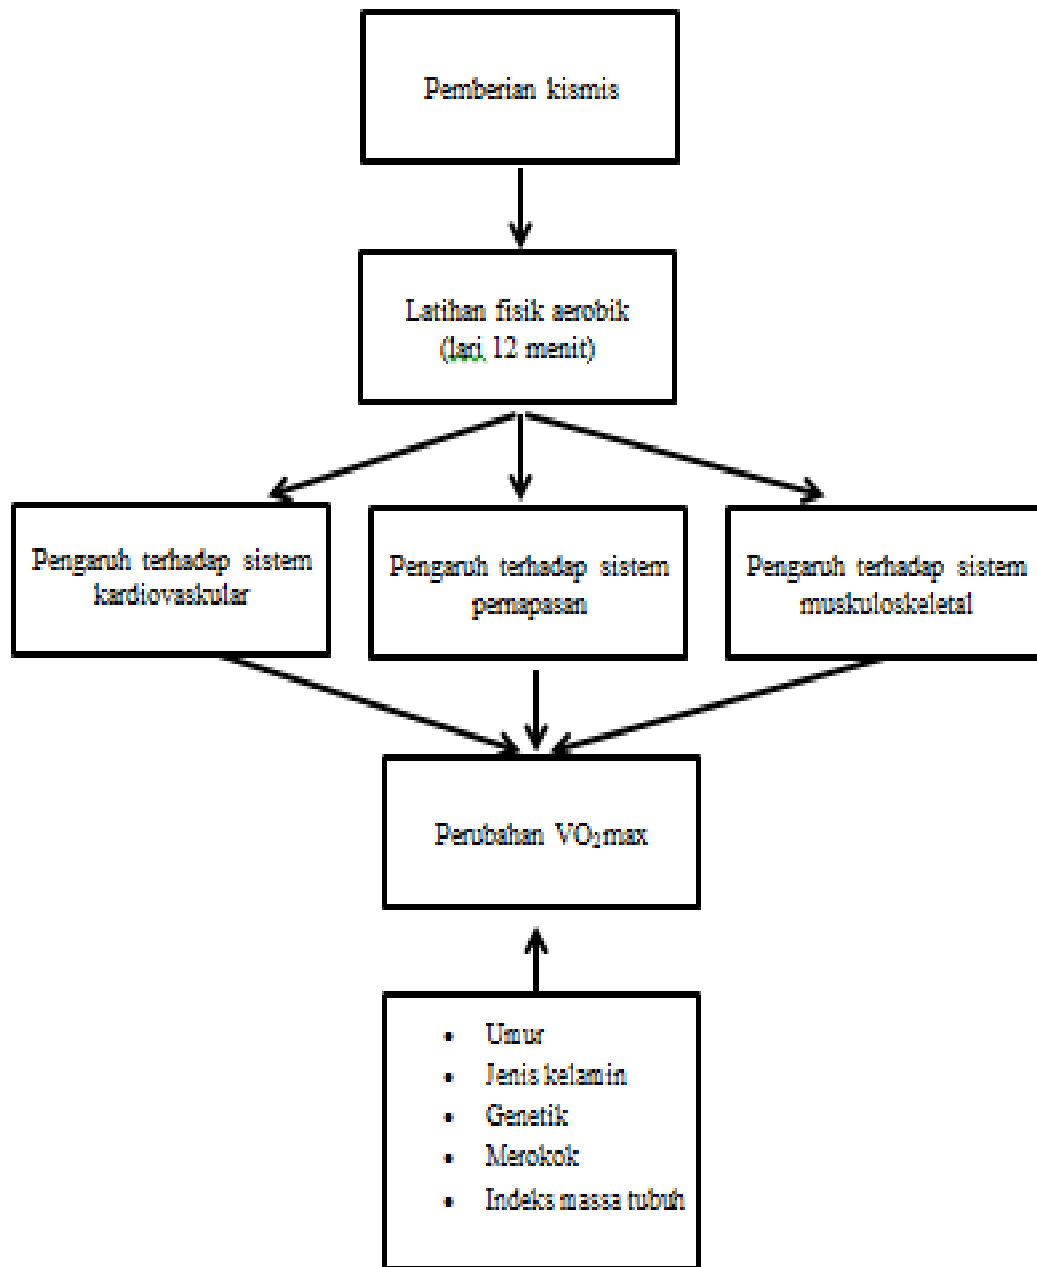 Pemberian kismis
Latihan fisik aerobik
(lari 12 menit)
Pengaruh terhadap sistem
kardiovaskular
Pengaruh terhadap sistem
pernapasan
Pengaruh terhadap sistem
muskuloskeletal
Perubahan VO₂max
• Umur
• Jenis kelamin
• Genetik
• Merokok
• Indeks massa tubuh